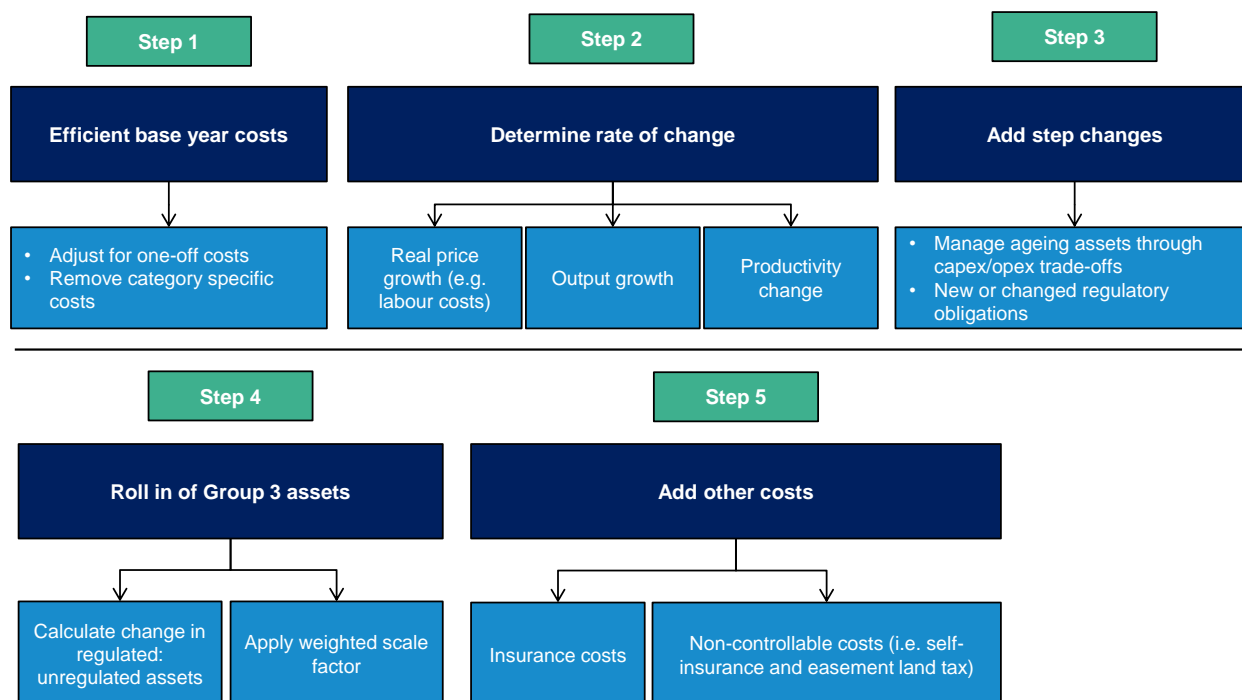 Step 1
Step 2
Step 3
Efficient base year costs
Determine rate of change
Add step changes
• Adjust for one-off costs
• Remove category specific
costs
Real price
growth (e.g.
labour costs)
Output growth
Productivity
change
• Manage ageing assets through
capex/opex trade-offs
• New or changed regulatory
obligations
Step 4
Step 5
Roll in of Group 3 assets
Add other costs
Calculate change in
regulated:
unregulated assets
Apply weighted scale
factor
Insurance costs
Non-controllable costs (i.e. self-
insurance and easement land tax)